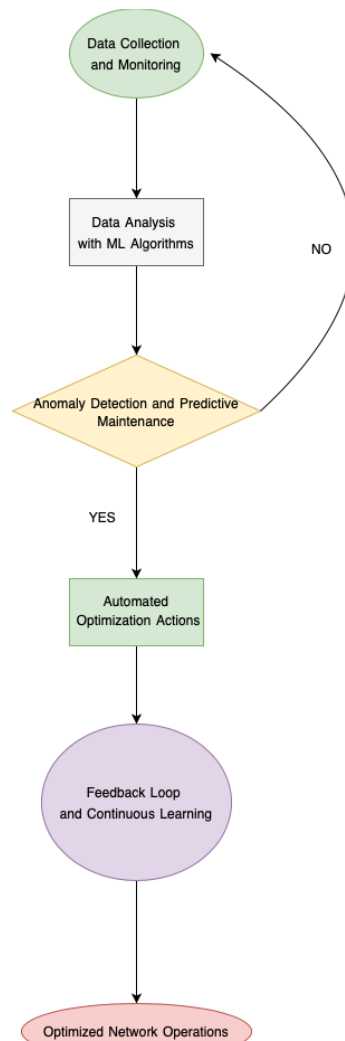 Data Collection
and Monitoring
Data Analysis
with ML Algorithms
NO
Anomaly Detection and Predictive
Maintenance
YES
Automated
Optimization Actions
Feedback Loop
and Continuous Learning
Optimized Network Operations